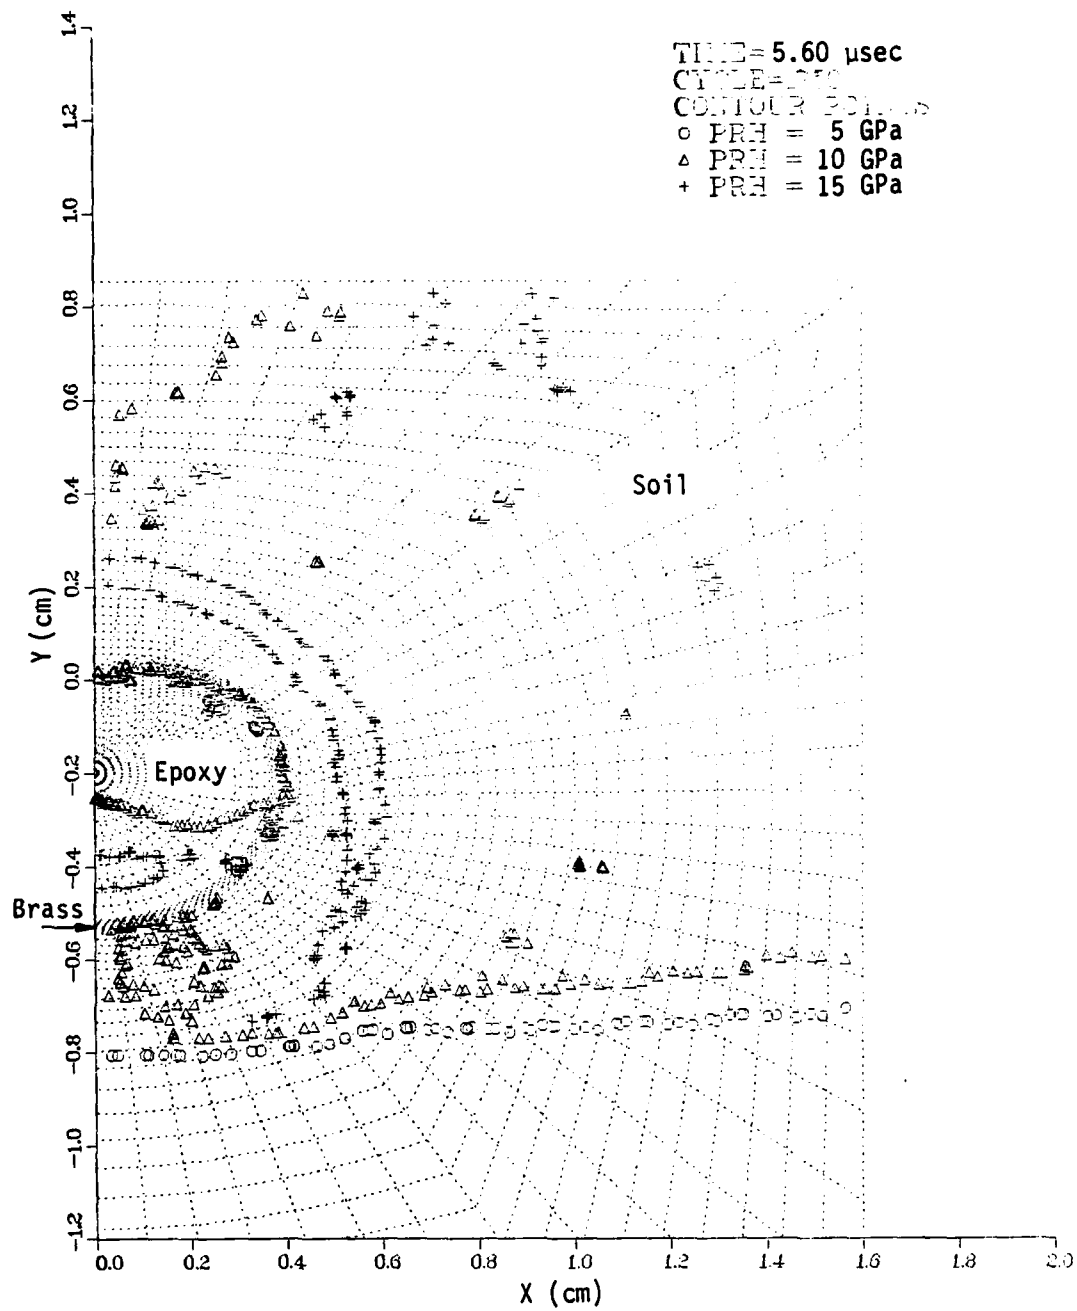 TIME= 5.60 µsec
CYCLE=
CONTOUR POINTS
○ PRH = 5 GPa
△ PRH = 10 GPa
+ PRH = 15 GPa
1.4
1.2
1.0
0.8
0.6
Soil
0.4
0.2
Y (cm)
0.0
Epoxy
-0.2
-0.4
Brass
-0.6
-0.8
-1.0
-1.2
0.0 0.2 0.4 0.6 0.8 1.0 1.2 1.4 1.6 1.8 2.0
X (cm)